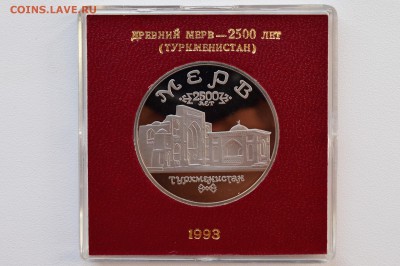 COINS.LAVE.RU
ДРЕВНИЙ МЕРВ—2500 ЛЕТ
(ТУРКМЕНИСТАН)
МЕРВ
2500
ЛЕТ
ТУРКМЕНИСТАН
1993